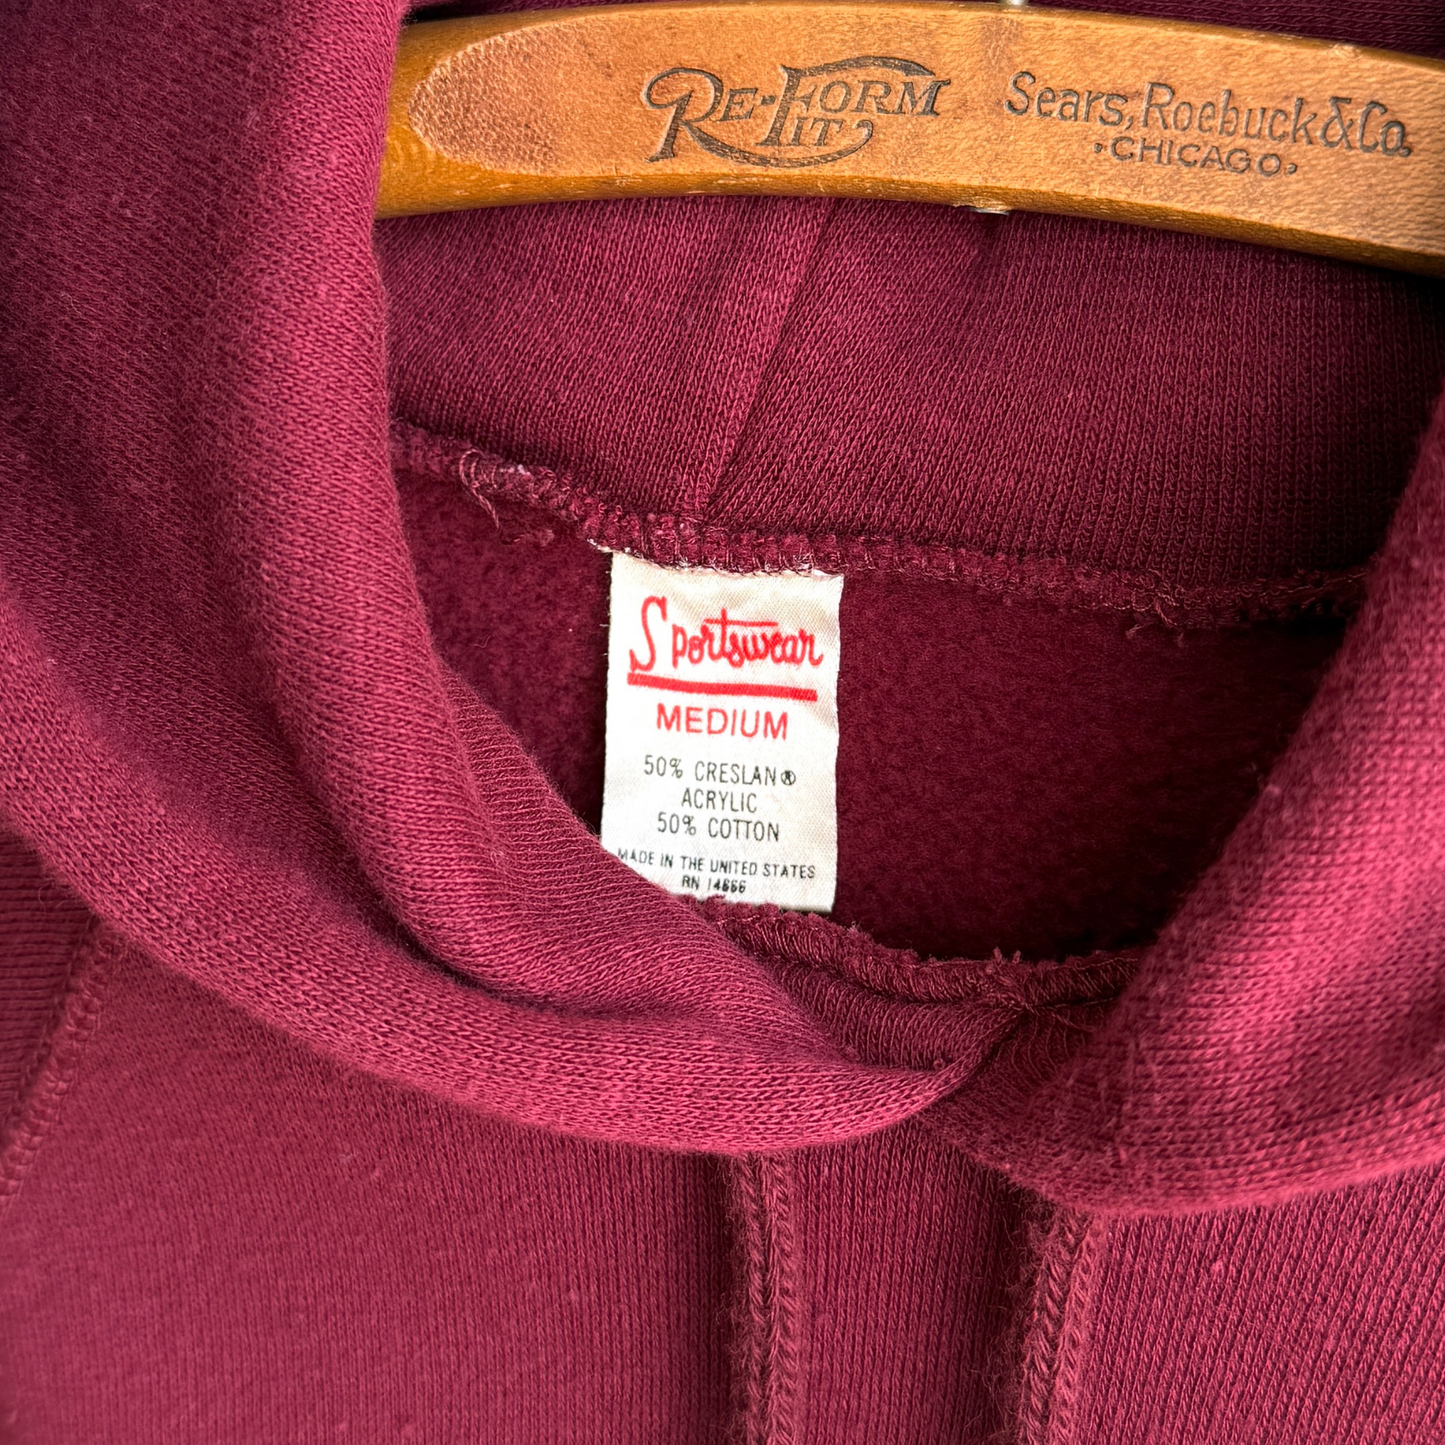 RE-FORM
FIT
Sears, Roebuck & Co.
• CHICAGO •
Sportswear
MEDIUM
50% CRESLAN®
ACRYLIC
50% COTTON
MADE IN THE UNITED STATES
RN 14666